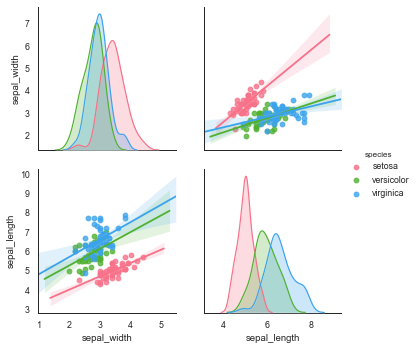 sepal_width
7
6
5
4
3
2
sepal_length
10
9
8
7
6
5
4
3
1
2
3
4
5
sepal_width
4
6
8
sepal_length
species
setosa
versicolor
virginica